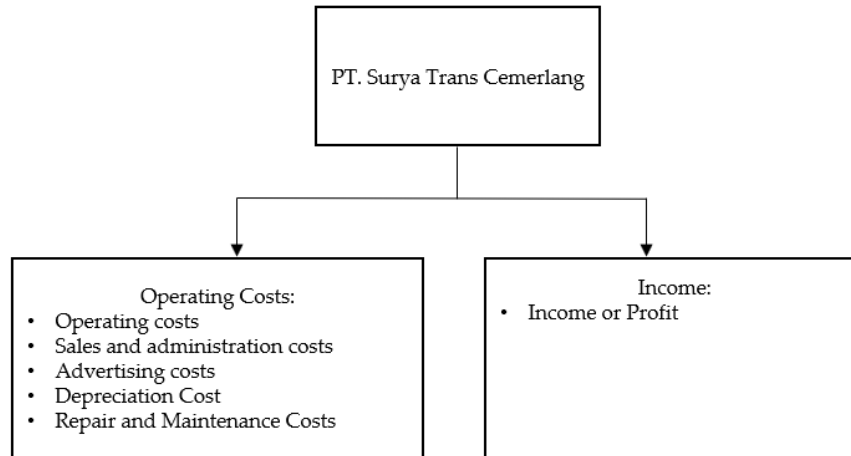 PT. Surya Trans Cemerlang
Operating Costs:
• Operating costs
• Sales and administration costs
• Advertising costs
• Depreciation Cost
• Repair and Maintenance Costs
Income:
• Income or Profit